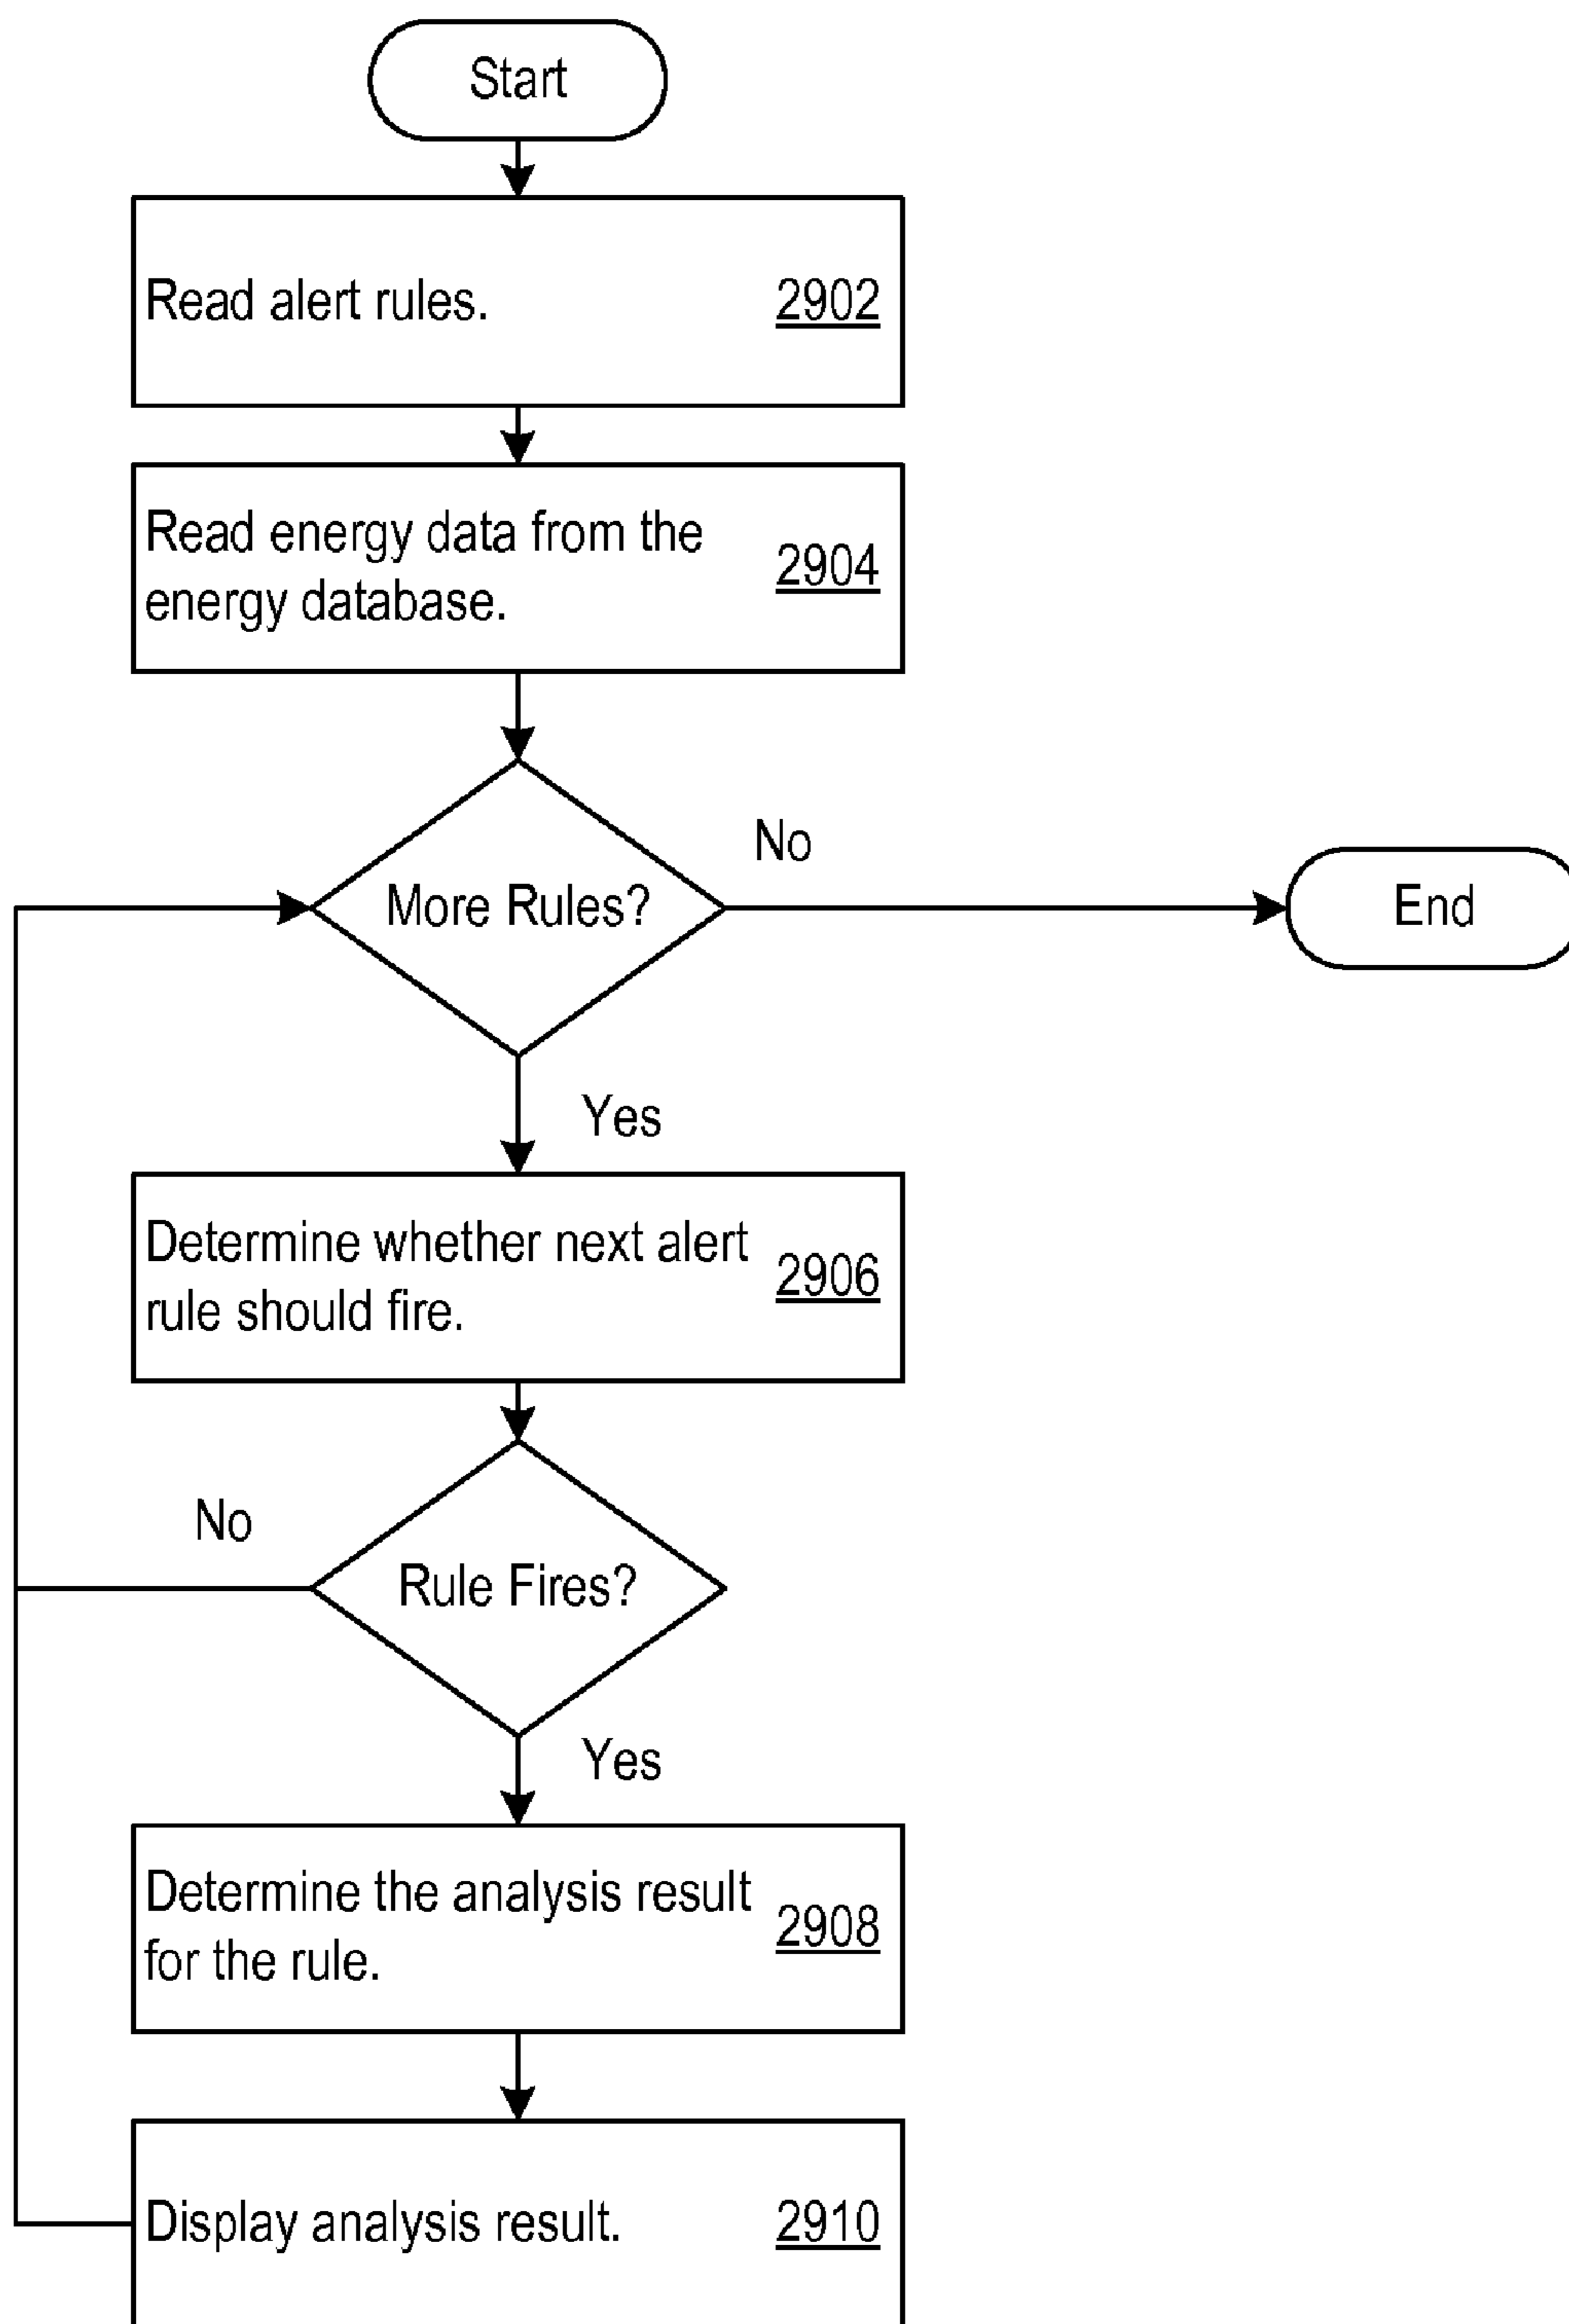 Start
Read alert rules.
2902
Read energy data from the
energy database.
2904
No
More Rules?
End
Yes
Determine whether next alert
rule should fire.
2906
No
Rule Fires?
Yes
Determine the analysis result
for the rule.
2908
Display analysis result.
2910